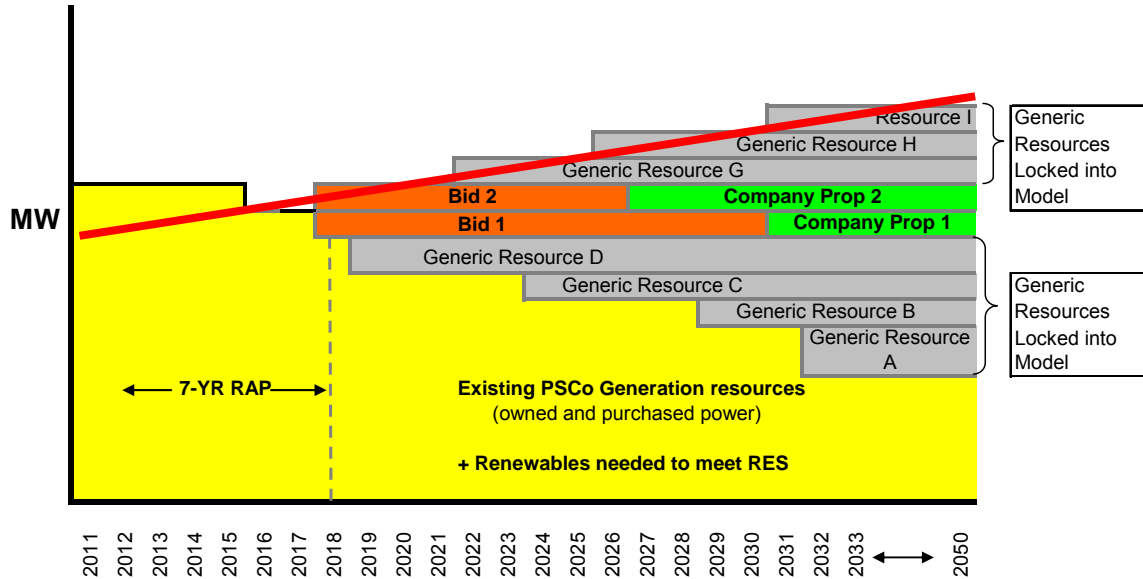 Resource I
Generic Resource H
Generic Resource G
Bid 2
Company Prop 2
Bid 1
Company Prop 1
Generic Resource D
Generic Resource C
Generic Resource B
Generic Resource
A
Generic
Resources
Locked into
Model
Generic
Resources
Locked into
Model
MW
7-YR RAP
Existing PSCo Generation resources
(owned and purchased power)
+ Renewables needed to meet RES
2011
2012
2013
2014
2015
2016
2017
2018
2019
2020
2021
2022
2023
2024
2025
2026
2027
2028
2029
2030
2031
2032
2033
2050